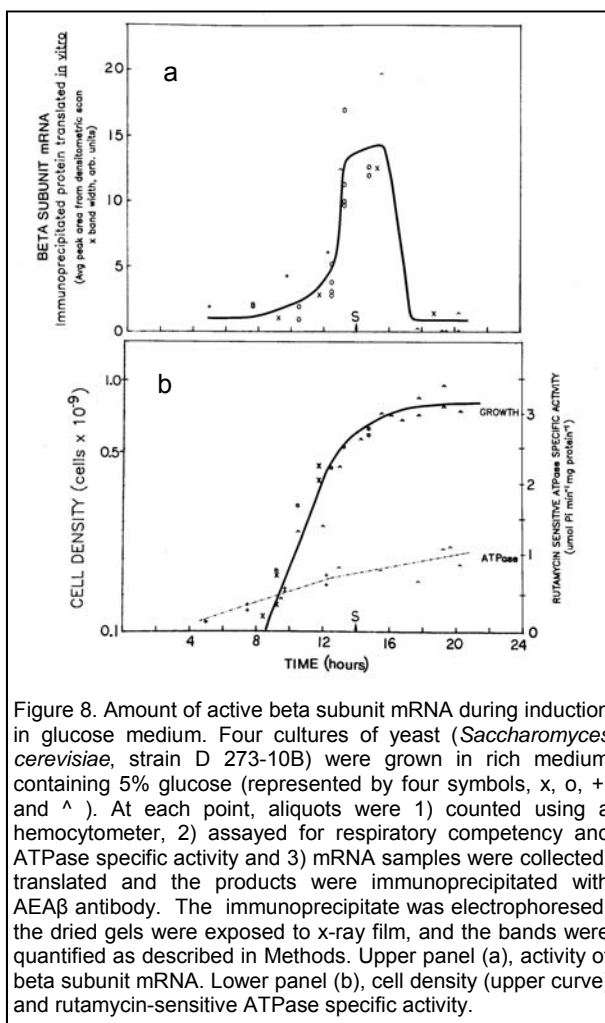 a
20
15
10
5
0
BETA SUBUNIT mRNA
Immunoprecipitated protein translated in vitro
(Avg peak area from densitometric scan
x band width, arb. units)
S
b
1.0
0.5
0.1
CELL DENSITY (cells x 10-9)
GROWTH
ATPase
3
2
1
0
RUTAMYCIN SENSITIVE ATPase SPECIFIC ACTIVITY
(umol Pi min-1 mg protein-1)
S
4 8 12 16 20 24
TIME (hours)
Figure 8. Amount of active beta subunit mRNA during induction
in glucose medium. Four cultures of yeast (Saccharomyces
cerevisiae, strain D 273-10B) were grown in rich medium
containing 5% glucose (represented by four symbols, x, o, +
and ^ ). At each point, aliquots were 1) counted using a
hemocytometer, 2) assayed for respiratory competency and
ATPase specific activity and 3) mRNA samples were collected
translated and the products were immunoprecipitated with
AEAβ antibody. The immunoprecipitate was electrophoresed
the dried gels were exposed to x-ray film, and the bands were
quantified as described in Methods. Upper panel (a), activity of
beta subunit mRNA. Lower panel (b), cell density (upper curve
and rutamycin-sensitive ATPase specific activity.